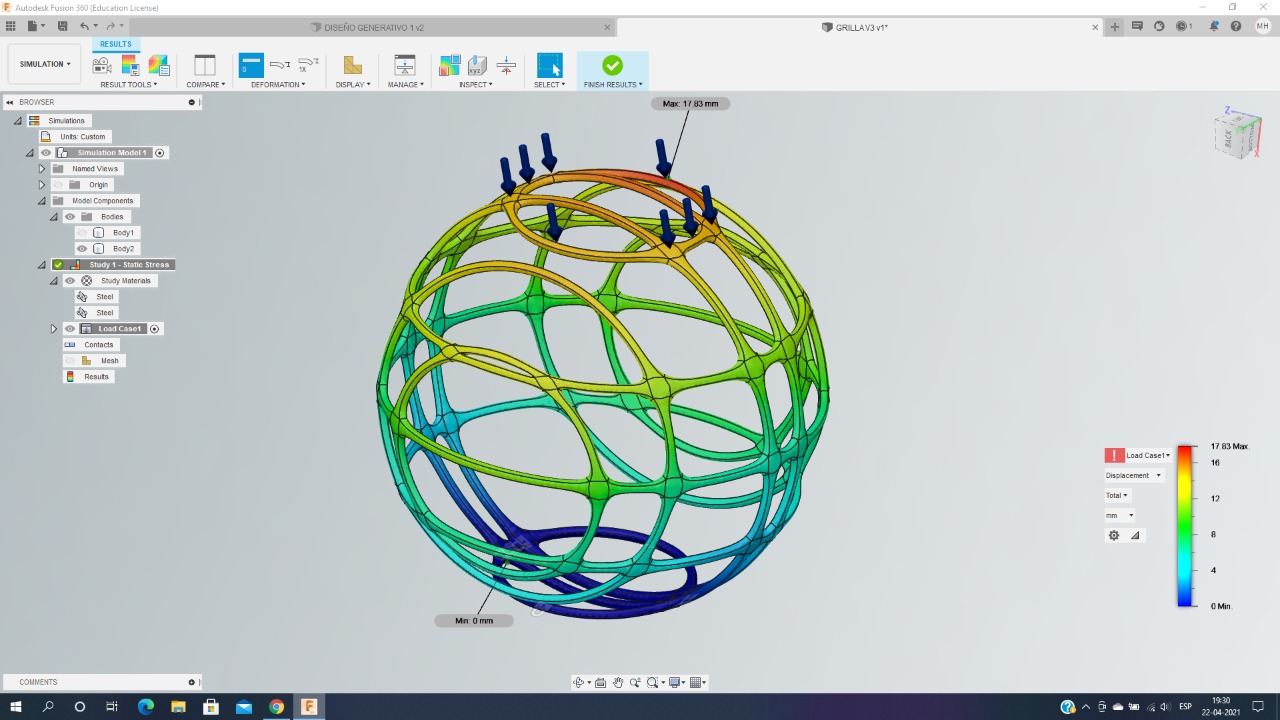 Autodesk Fusion 360 (Education License)
DISEÑO GENERATIVO 1 v2
GRILLA V3 v1*
1
MH
SIMULATION
RESULTS
RESULT TOOLS
COMPARE
DEFORMATION
DISPLAY
MANAGE
INSPECT
SELECT
FINISH RESULTS
BROWSER
Simulations
Units: Custom
Simulation Model 1
Named Views
Origin
Model Components
Bodies
Body1
Body2
Study 1 - Static Stress
Study Materials
Steel
Steel
Load Case1
Contacts
Mesh
Results
Max: 17.83 mm
Min: 0 mm
Z
BACK
X
Load Case1
Displacement
Total
mm
17.83 Max.
16
12
8
4
0 Min.
COMMENTS
ESP
19:30
22-04-2021